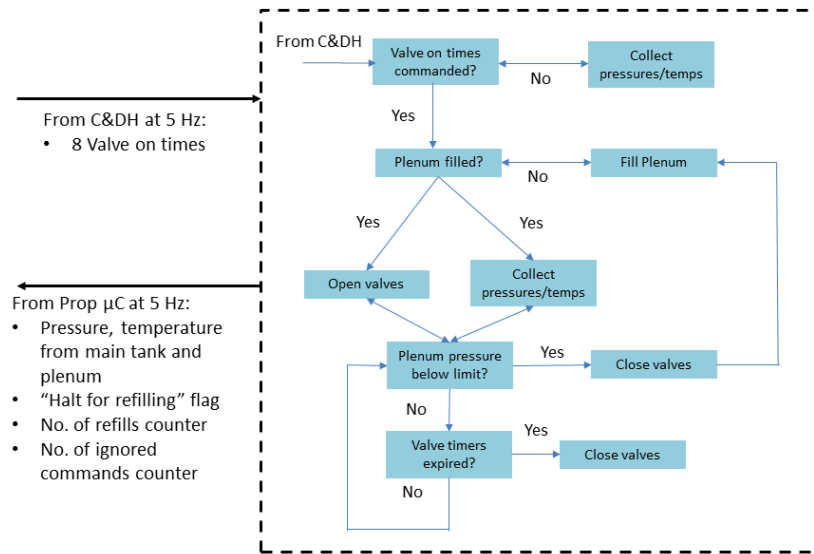 From C&DH
Valve on times
commanded?
No
Collect
pressures/temps
From C&DH at 5 Hz:
• 8 Valve on times
Yes
Plenum filled?
No
Fill Plenum
Yes
Yes
Open valves
Collect
pressures/temps
From Prop µC at 5 Hz:
• Pressure, temperature
from main tank and
plenum
• “Halt for refilling” flag
• No. of refills counter
• No. of ignored
commands counter
Plenum pressure
below limit?
Yes
Close valves
No
Valve timers
expired?
Yes
Close valves
No